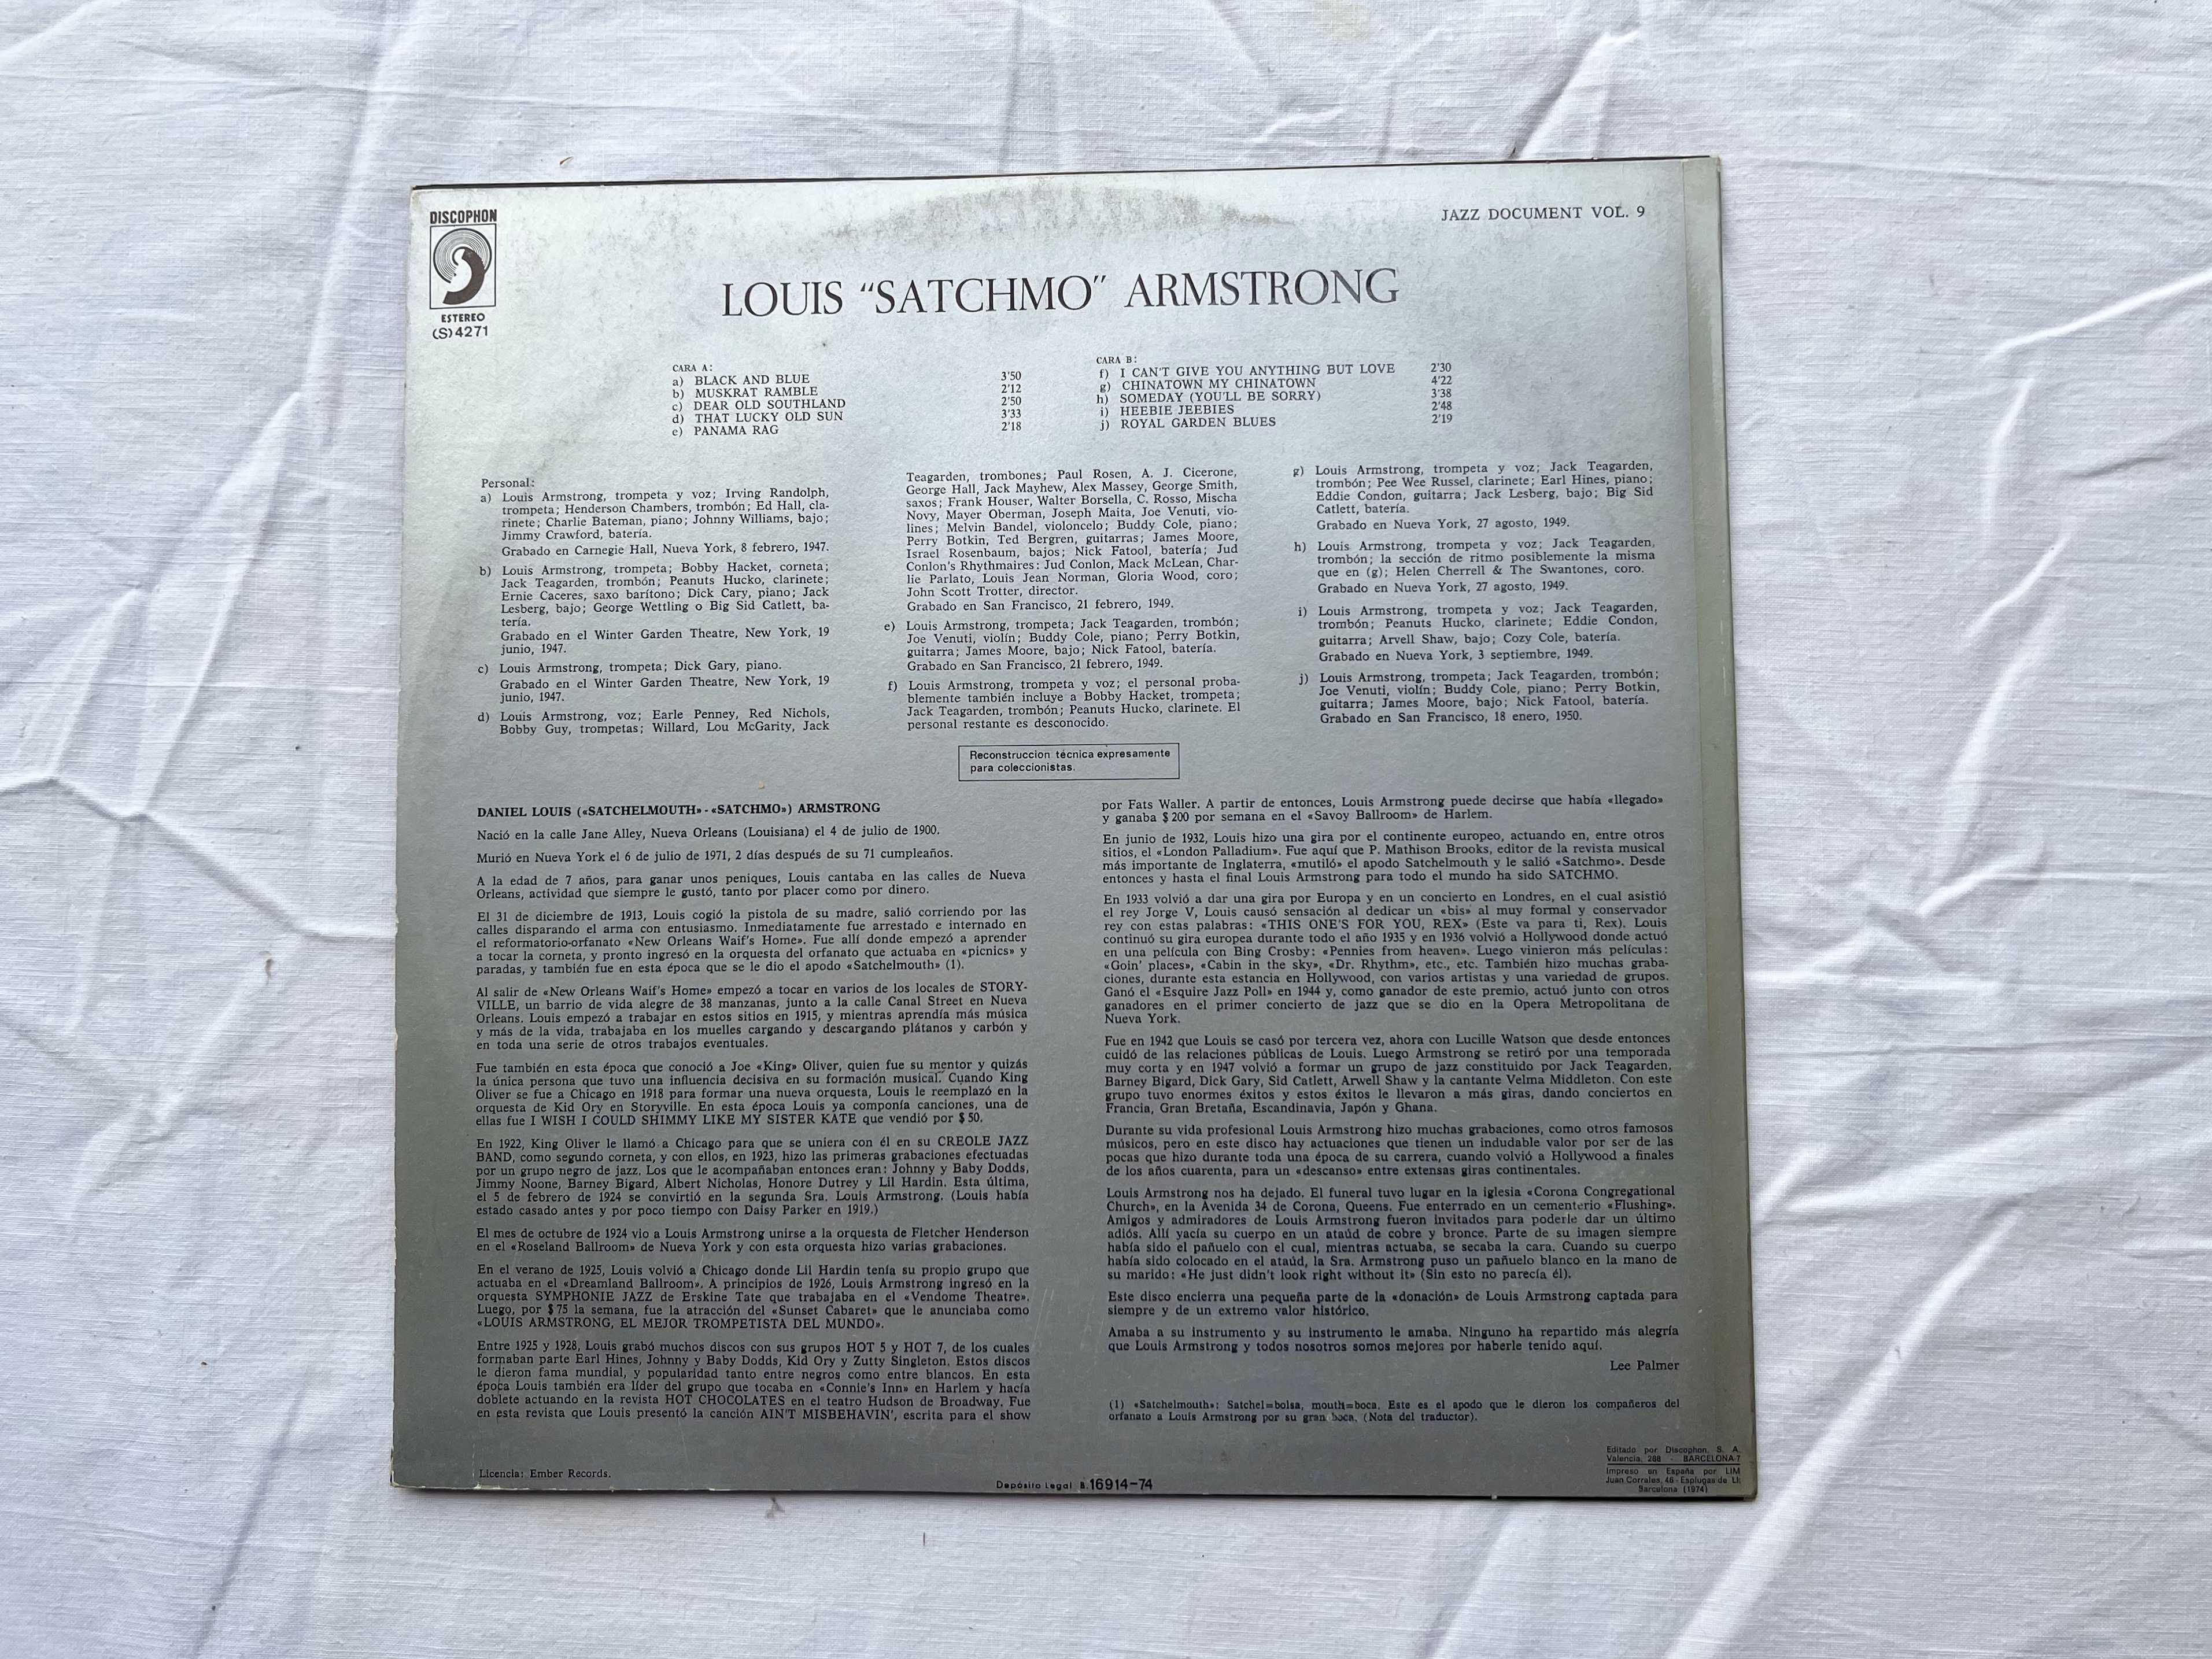 DISCOPHON
ESTEREO
(S)4271
JAZZ DOCUMENT VOL. 9
LOUIS “SATCHMO” ARMSTRONG
CARA A:
a) BLACK AND BLUE 3'50
b) MUSKRAT RAMBLE 2'12
c) DEAR OLD SOUTHLAND 2'50
d) THAT LUCKY OLD SUN 3'33
e) PANAMA RAG 2'18
CARA B:
f) I CAN'T GIVE YOU ANYTHING BUT LOVE 2'30
g) CHINATOWN MY CHINATOWN 4'22
h) SOMEDAY (YOU'LL BE SORRY) 3'38
i) HEEBIE JEEBIES 2'48
j) ROYAL GARDEN BLUES 2'19
Personal:
a) Louis Armstrong, trompeta y voz; Irving Randolph,
trompeta; Henderson Chambers, trombón; Ed Hall, cla-
rinete; Charlie Bateman, piano; Johnny Williams, bajo;
Jimmy Crawford, batería.
Grabado en Carnegie Hall, Nueva York, 8 febrero, 1947.
b) Louis Armstrong, trompeta; Bobby Hacket, corneta;
Jack Teagarden, trombón; Peanuts Hucko, clarinete;
Ernie Caceres, saxo barítono; Dick Cary, piano; Jack
Lesberg, bajo; George Wettling o Big Sid Catlett, ba-
tería.
Grabado en el Winter Garden Theatre, New York, 19
junio, 1947.
c) Louis Armstrong, trompeta; Dick Gary, piano.
Grabado en el Winter Garden Theatre, New York, 19
junio, 1947.
d) Louis Armstrong, voz; Earle Penney, Red Nichols,
Bobby Guy, trompetas; Willard, Lou McGarity, Jack
Teagarden, trombones; Paul Rosen, A. J. Cicerone,
George Hall, Jack Mayhew, Alex Massey, George Smith,
saxos; Frank Houser, Walter Borsella, C. Rosso, Mischa
Novy, Mayer Oberman, Joseph Maita, Joe Venuti, vio-
lines; Melvin Bandel, violoncelo; Buddy Cole, piano;
Perry Botkin, Ted Bergren, guitarras; James Moore,
Israel Rosenbaum, bajos; Nick Fatool, batería; Jud
Conlon's Rhythmaires: Jud Conlon, Mack McLean, Char-
lie Parlato, Louis Jean Norman, Gloria Wood, coro;
John Scott Trotter, director.
Grabado en San Francisco, 21 febrero, 1949.
e) Louis Armstrong, trompeta; Jack Teagarden, trombón;
Joe Venuti, violín; Buddy Cole, piano; Perry Botkin,
guitarra; James Moore, bajo; Nick Fatool, batería.
Grabado en San Francisco, 21 febrero, 1949.
f) Louis Armstrong, trompeta y voz; el personal proba-
blemente también incluye a Bobby Hacket, trompeta;
Jack Teagarden, trombón; Peanuts Hucko, clarinete. El
personal restante es desconocido.
g) Louis Armstrong, trompeta y voz; Jack Teagarden,
trombón; Pee Wee Russel, clarinete; Earl Hines, piano;
Eddie Condon, guitarra; Jack Lesberg, bajo; Big Sid
Catlett, batería.
Grabado en Nueva York, 27 agosto, 1949.
h) Louis Armstrong, trompeta y voz; Jack Teagarden,
trombón; la sección de ritmo posiblemente la misma
que en (g); Helen Cherrell & The Swantones, coro.
Grabado en Nueva York, 27 agosto, 1949.
i) Louis Armstrong, trompeta y voz; Jack Teagarden,
trombón; Peanuts Hucko, clarinete; Eddie Condon,
guitarra; Arvell Shaw, bajo; Cozy Cole, batería.
Grabado en Nueva York, 3 septiembre, 1949.
j) Louis Armstrong, trompeta; Jack Teagarden, trombón;
Joe Venuti, violín; Buddy Cole, piano; Perry Botkin,
guitarra; James Moore, bajo; Nick Fatool, batería.
Grabado en San Francisco, 18 enero, 1950.
Reconstruccion técnica expresamente
para coleccionistas.
DANIEL LOUIS («SATCHELMOUTH» - «SATCHMO») ARMSTRONG
Nació en la calle Jane Alley, Nueva Orleans (Louisiana) el 4 de julio de 1900.
Murió en Nueva York el 6 de julio de 1971, 2 días después de su 71 cumpleaños.
A la edad de 7 años, para ganar unos peniques, Louis cantaba en las calles de Nueva
Orleans, actividad que siempre le gustó, tanto por placer como por dinero.
El 31 de diciembre de 1913, Louis cogió la pistola de su madre, salió corriendo por las
calles disparando el arma con entusiasmo. Inmediatamente fue arrestado e internado en
el reformatorio-orfanato «New Orleans Waif's Home». Fue allí donde empezó a aprender
a tocar la corneta, y pronto ingresó en la orquesta del orfanato que actuaba en «picnics» y
paradas, y también fue en esta época que se le dio el apodo «Satchelmouth» (1).
Al salir de «New Orleans Waif's Home» empezó a tocar en varios de los locales de STORY-
VILLE, un barrio de vida alegre de 38 manzanas, junto a la calle Canal Street en Nueva
Orleans. Louis empezó a trabajar en estos sitios en 1915, y mientras aprendía más música
y más de la vida, trabajaba en los muelles cargando y descargando plátanos y carbón y
en toda una serie de otros trabajos eventuales.
Fue también en esta época que conoció a Joe «King» Oliver, quien fue su mentor y quizás
la única persona que tuvo una influencia decisiva en su formación musical. Cuando King
Oliver se fue a Chicago en 1918 para formar una nueva orquesta, Louis le reemplazó en la
orquesta de Kid Ory en Storyville. En esta época Louis ya componía canciones, una de
ellas fue I WISH I COULD SHIMMY LIKE MY SISTER KATE que vendió por $ 50.
En 1922, King Oliver le llamó a Chicago para que se uniera con él en su CREOLE JAZZ
BAND, como segundo corneta, y con ellos, en 1923, hizo las primeras grabaciones efectuadas
por un grupo negro de jazz. Los que le acompañaban entonces eran: Johnny y Baby Dodds,
Jimmy Noone, Barney Bigard, Albert Nicholas, Honore Dutrey y Lil Hardin. Esta última,
el 5 de febrero de 1924 se convirtió en la segunda Sra. Louis Armstrong. (Louis había
estado casado antes y por poco tiempo con Daisy Parker en 1919.)
El mes de octubre de 1924 vio a Louis Armstrong unirse a la orquesta de Fletcher Henderson
en el «Roseland Ballroom» de Nueva York y con esta orquesta hizo varias grabaciones.
En el verano de 1925, Louis volvió a Chicago donde Lil Hardin tenía su propio grupo que
actuaba en el «Dreamland Ballroom». A principios de 1926, Louis Armstrong ingresó en la
orquesta SYMPHONIE JAZZ de Erskine Tate que trabajaba en el «Vendome Theatre».
Luego, por $ 75 la semana, fue la atracción del «Sunset Cabaret» que le anunciaba como
«LOUIS ARMSTRONG, EL MEJOR TROMPETISTA DEL MUNDO».
Entre 1925 y 1928, Louis grabó muchos discos con sus grupos HOT 5 y HOT 7, de los cuales
formaban parte Earl Hines, Johnny y Baby Dodds, Kid Ory y Zutty Singleton. Estos discos
le dieron fama mundial, y popularidad tanto entre negros como entre blancos. En esta
época Louis también era líder del grupo que tocaba en «Connie's Inn» en Harlem y hacía
doblete actuando en la revista HOT CHOCOLATES en el teatro Hudson de Broadway. Fue
en esta revista que Louis presentó la canción AIN'T MISBEHAVIN', escrita para el show
por Fats Waller. A partir de entonces, Louis Armstrong puede decirse que había «llegado»
y ganaba $ 200 por semana en el «Savoy Ballroom» de Harlem.
En junio de 1932, Louis hizo una gira por el continente europeo, actuando en, entre otros
sitios, el «London Palladium». Fue aquí que P. Mathison Brooks, editor de la revista musical
más importante de Inglaterra, «mutiló» el apodo Satchelmouth y le salió «Satchmo». Desde
entonces y hasta el final Louis Armstrong para todo el mundo ha sido SATCHMO.
En 1933 volvió a dar una gira por Europa y en un concierto en Londres, en el cual asistió
el rey Jorge V, Louis causó sensación al dedicar un «bis» al muy formal y conservador
rey con estas palabras: «THIS ONE'S FOR YOU, REX» (Este va para ti, Rex). Louis
continuó su gira europea durante todo el año 1935 y en 1936 volvió a Hollywood donde actuó
en una película con Bing Crosby: «Pennies from heaven». Luego vinieron más películas:
«Goin' places», «Cabin in the sky», «Dr. Rhythm», etc., etc. También hizo muchas graba-
ciones, durante esta estancia en Hollywood, con varios artistas y una variedad de grupos.
Ganó el «Esquire Jazz Poll» en 1944 y, como ganador de este premio, actuó junto con otros
ganadores en el primer concierto de jazz que se dio en la Opera Metropolitana de
Nueva York.
Fue en 1942 que Louis se casó por tercera vez, ahora con Lucille Watson que desde entonces
cuidó de las relaciones públicas de Louis. Luego Armstrong se retiró por una temporada
muy corta y en 1947 volvió a formar un grupo de jazz constituido por Jack Teagarden,
Barney Bigard, Dick Gary, Sid Catlett, Arwell Shaw y la cantante Velma Middleton. Con este
grupo tuvo enormes éxitos y estos éxitos le llevaron a más giras, dando conciertos en
Francia, Gran Bretaña, Escandinavia, Japón y Ghana.
Durante su vida profesional Louis Armstrong hizo muchas grabaciones, como otros famosos
músicos, pero en este disco hay actuaciones que tienen un indudable valor por ser de las
pocas que hizo durante toda una época de su carrera, cuando volvió a Hollywood a finales
de los años cuarenta, para un «descanso» entre extensas giras continentales.
Louis Armstrong nos ha dejado. El funeral tuvo lugar en la iglesia «Corona Congregational
Church», en la Avenida 34 de Corona, Queens. Fue enterrado en un cementerio «Flushing».
Amigos y admiradores de Louis Armstrong fueron invitados para poderle dar un último
adiós. Allí yacía su cuerpo en un ataúd de cobre y bronce. Parte de su imagen siempre
había sido el pañuelo con el cual, mientras actuaba, se secaba la cara. Cuando su cuerpo
había sido colocado en el ataúd, la Sra. Armstrong puso un pañuelo blanco en la mano de
su marido: «He just didn't look right without it» (Sin esto no parecía él).
Este disco encierra una pequeña parte de la «donación» de Louis Armstrong captada para
siempre y de un extremo valor histórico.
Amaba a su instrumento y su instrumento le amaba. Ninguno ha repartido más alegría
que Louis Armstrong y todos nosotros somos mejores por haberle tenido aquí.
Lee Palmer
(1) «Satchelmouth»: Satchel=bolsa, mouth=boca. Este es el apodo que le dieron los compañeros del
orfanato a Louis Armstrong por su gran boca. (Nota del traductor).
Licencia: Ember Records.
Depósito Legal B.16914-74
Editado por Discophon, S. A.
Valencia, 288 - BARCELONA-7
Impreso en España por LIM
Juan Corrales, 46 - Esplugas de Ll.
Barcelona (1974)